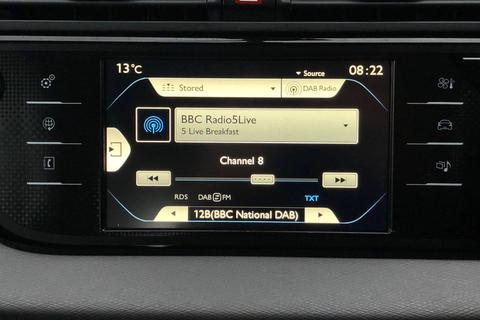 13°C
Source
08:22
Stored
DAB Radio
BBC Radio5Live
5 Live Breakfast
Channel 8
RDS DAB FM TXT
12B(BBC National DAB)